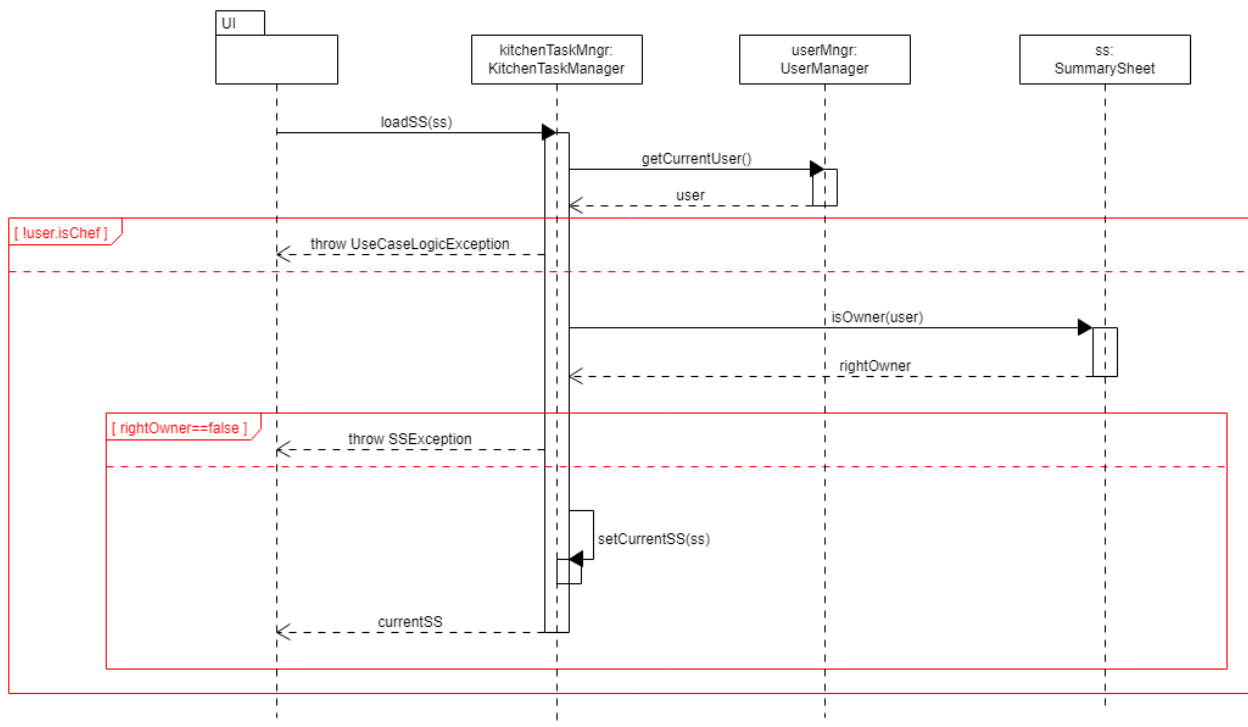 UI
kitchenTaskMngr:
KitchenTaskManager
userMngr:
UserManager
ss:
SummarySheet
loadSS(ss)
getCurrentUser()
user
[ !user.isChef ]
throw UseCaseLogicException
isOwner(user)
rightOwner
[ rightOwner==false ]
throw SSException
setCurrentSS(ss)
currentSS